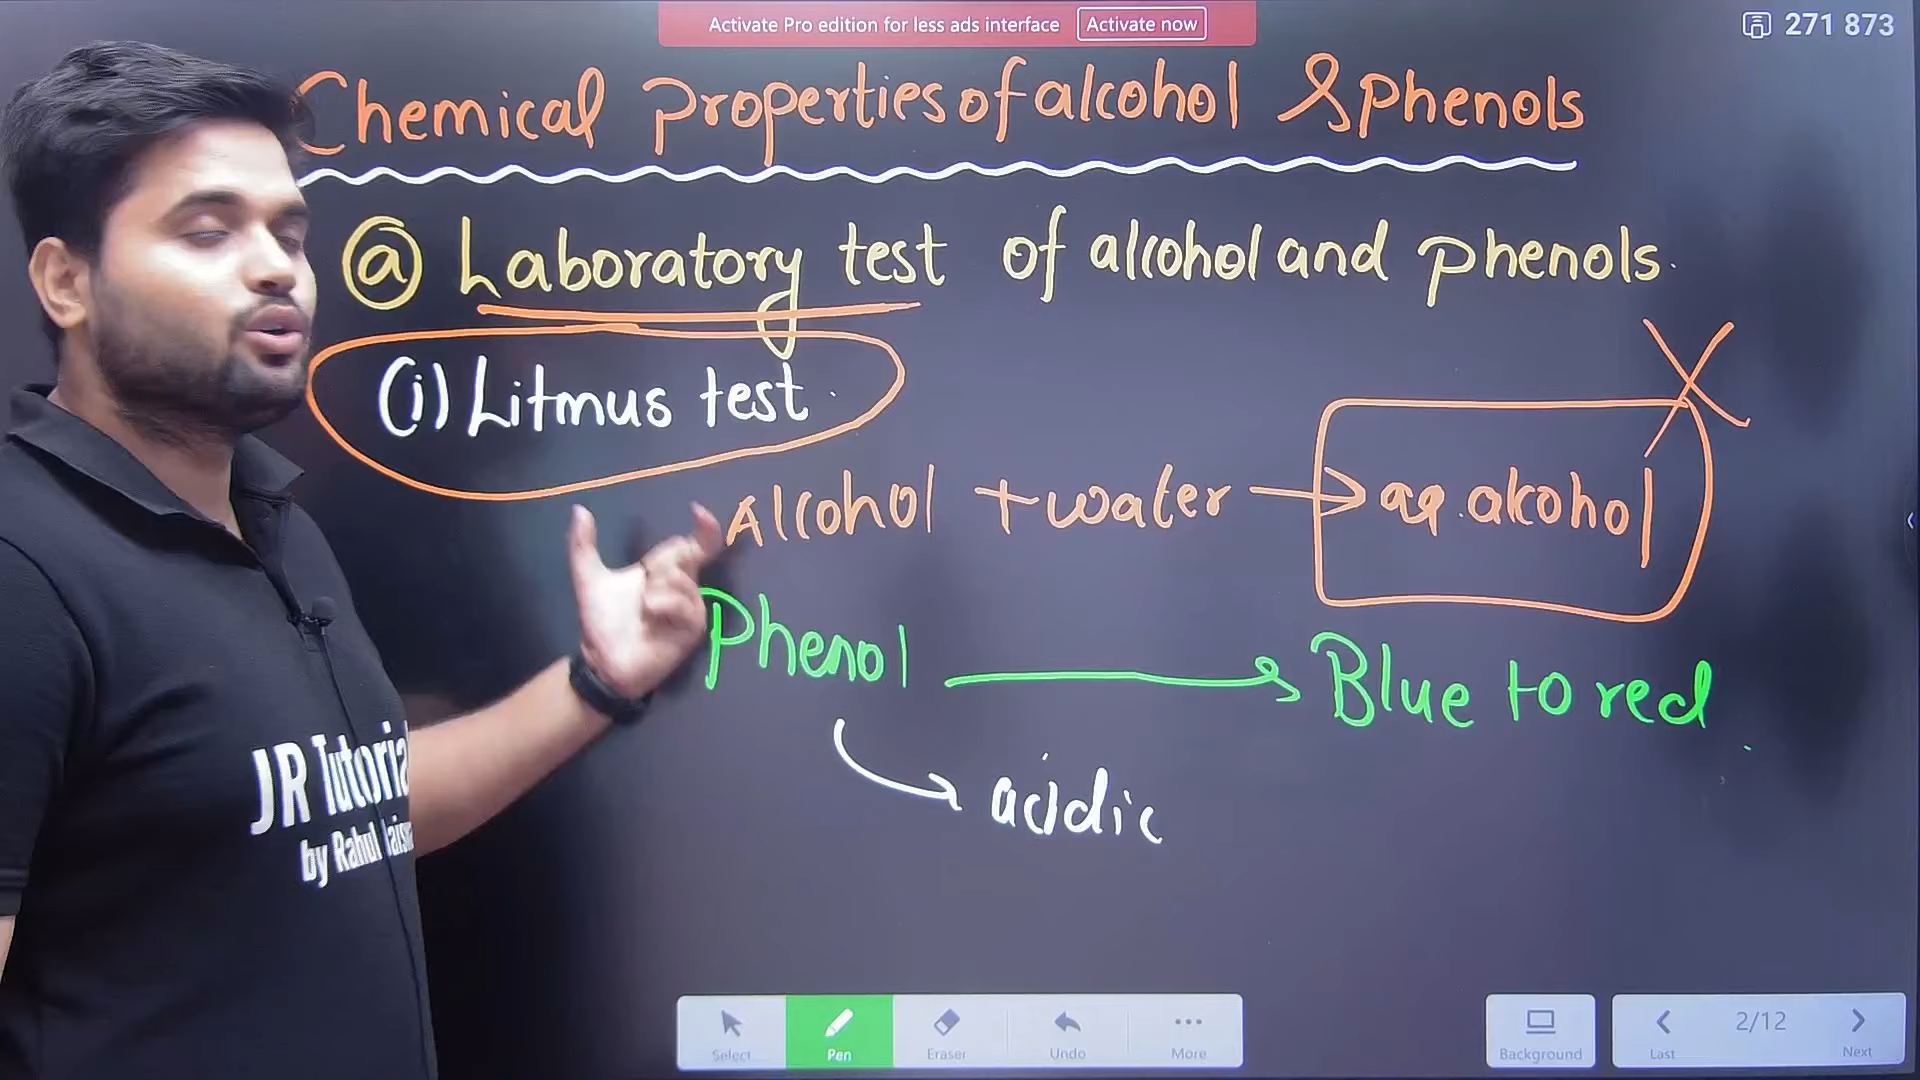 Activate Pro edition for less ads interface Activate now
271 873
Chemical properties of alcohol & phenols
(a) Laboratory test of alcohol and phenols.
(i) Litmus test.
Alcohol + water → aq. alcohol
Phenol → Blue to red
acidic
JR Tutoria
by Rahul Jaisw
Select Pen Eraser Undo More
Background
Last 2/12 Next